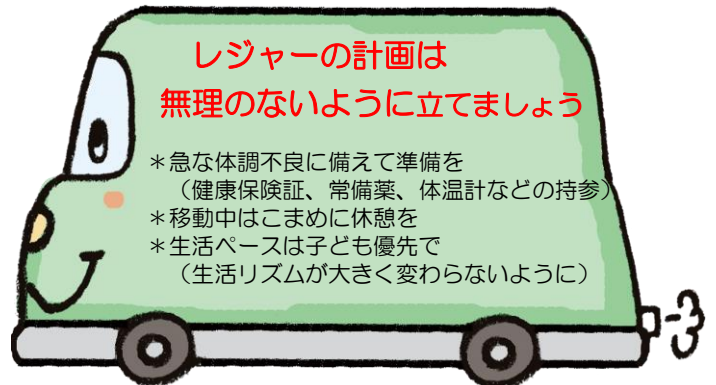 レジャーの計画は
無理のないように立てましょう
＊急な体調不良に備えて準備を
（健康保険証、常備薬、体温計などの持参）
＊移動中はこまめに休憩を
＊生活ペースは子ども優先で
（生活リズムが大きく変わらないように）